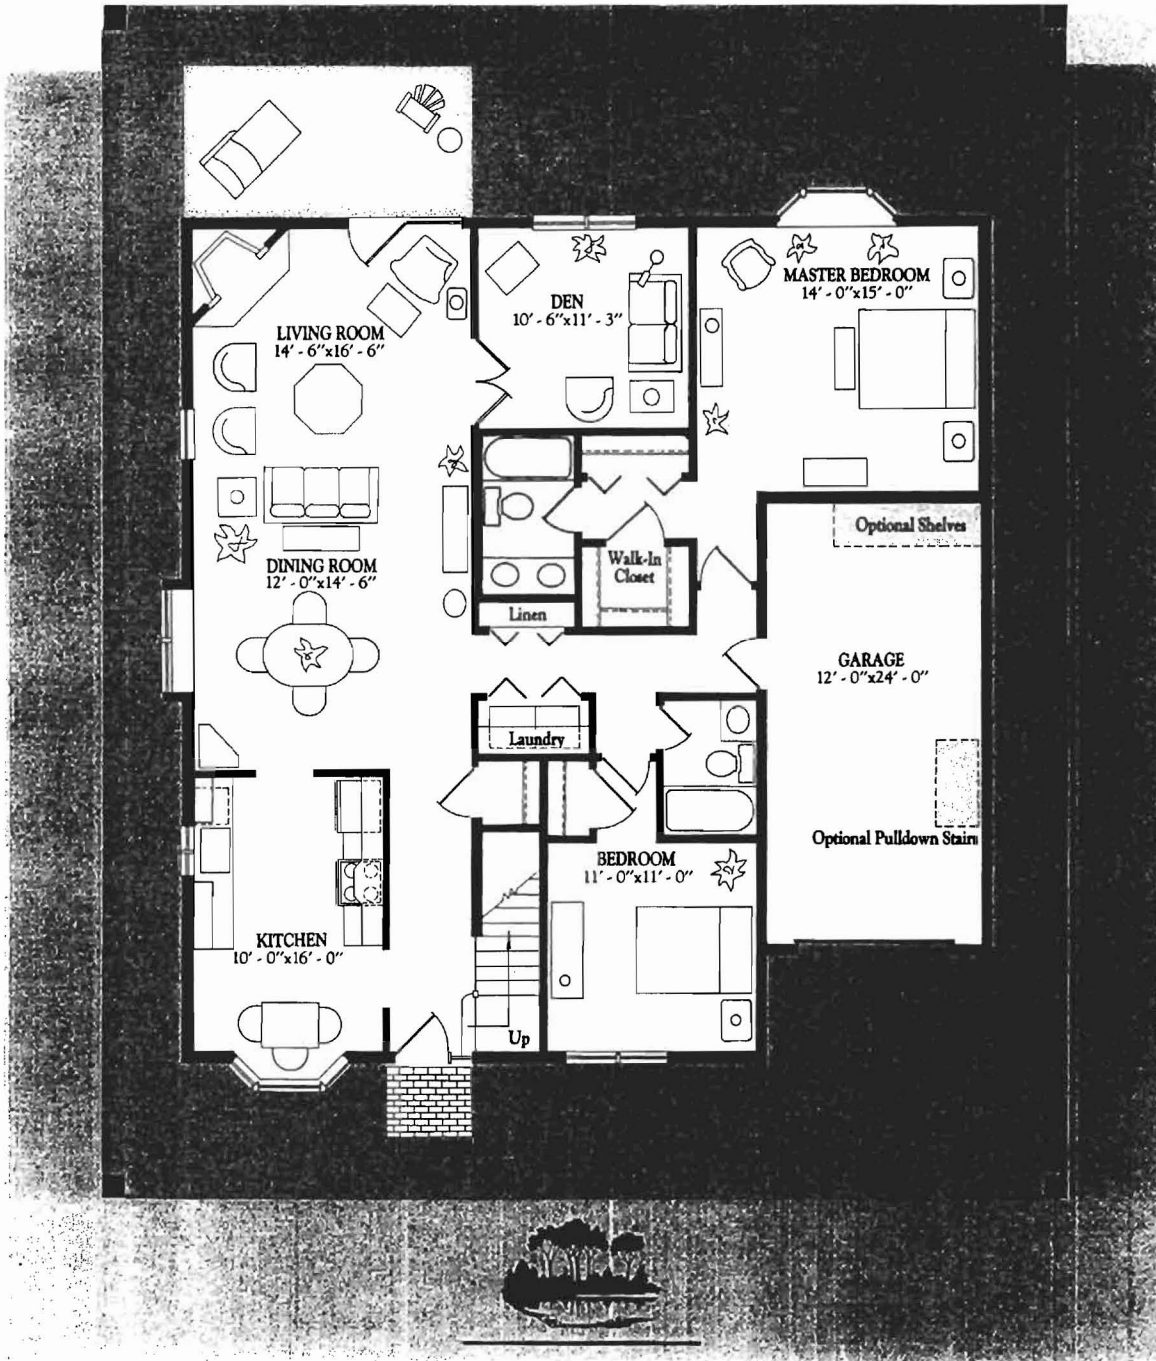 LIVING ROOM
14' - 6"x16' - 6"
DEN
10' - 6"x11' - 3"
MASTER BEDROOM
14' - 0"x15' - 0"
Optional Shelves
Walk-In
Closet
DINING ROOM
12' - 0"x14' - 6"
Linen
GARAGE
12' - 0"x24' - 0"
Laundry
Optional Pulldown Stairs
BEDROOM
11' - 0"x11' - 0"
KITCHEN
10' - 0"x16' - 0"
Up